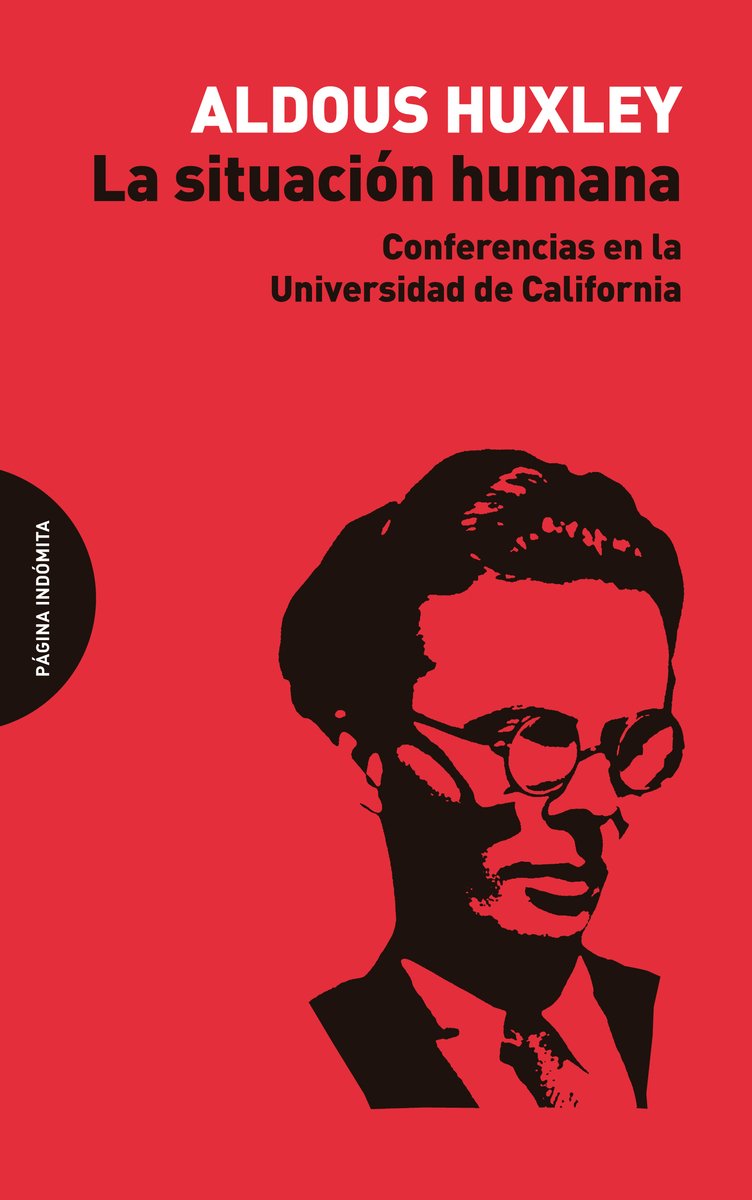 ALDOUS HUXLEY
La situación humana
Conferencias en la
Universidad de California
PÁGINA INDÓMITA